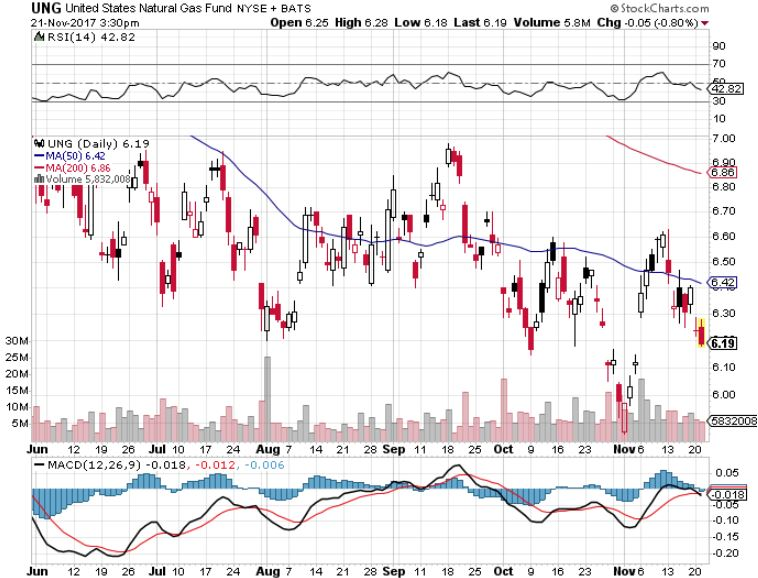 UNG United States Natural Gas Fund NYSE + BATS © StockCharts.com
21-Nov-2017 3:30pm Open 6.25 High 6.28 Low 6.18 Last 6.19 Volume 5.8M Chg -0.05 (-0.80%)
RSI(14) 42.82
90
70
50
42.82
30
10
UNG (Daily) 6.19
MA(50) 6.42
MA(200) 6.86
Volume 5,832,008
7.00
6.90
6.86
6.80
6.70
6.60
6.50
6.42
6.30
6.19
6.10
6.00
30M
25M
20M
15M
10M
5M
5832008
Jun 12 19 26 Jul 10 17 24 Aug 7 14 21 28 Sep 11 18 25 Oct 9 16 23 Nov 6 13 20
MACD(12,26,9) -0.018, -0.012, -0.006
0.05
-0.018
-0.05
-0.10
-0.15
-0.20
Jun 12 19 26 Jul 10 17 24 Aug 7 14 21 28 Sep 11 18 25 Oct 9 16 23 Nov 6 13 20